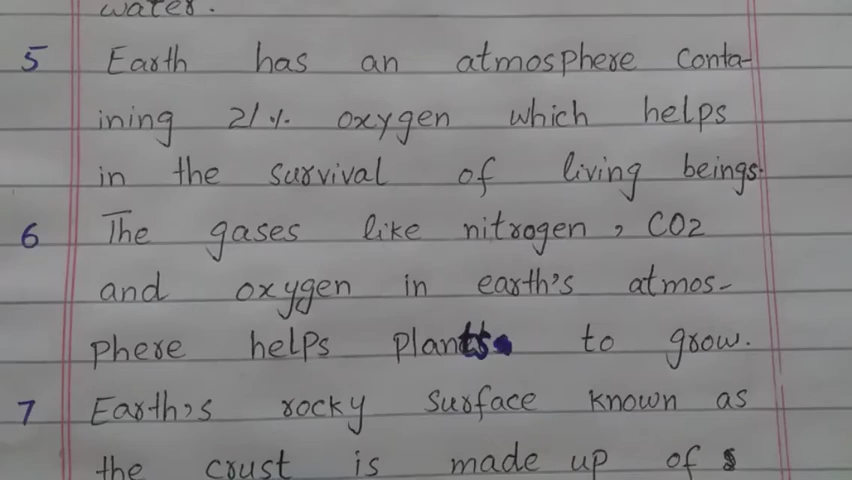 water.
5 Earth has an atmosphere conta-
ining 21% oxygen which helps
in the survival of living beings.
6 The gases like nitrogen, CO2
and oxygen in earth's atmos-
phere helps plants to grow.
7 Earth's rocky surface known as
the crust is made up of s